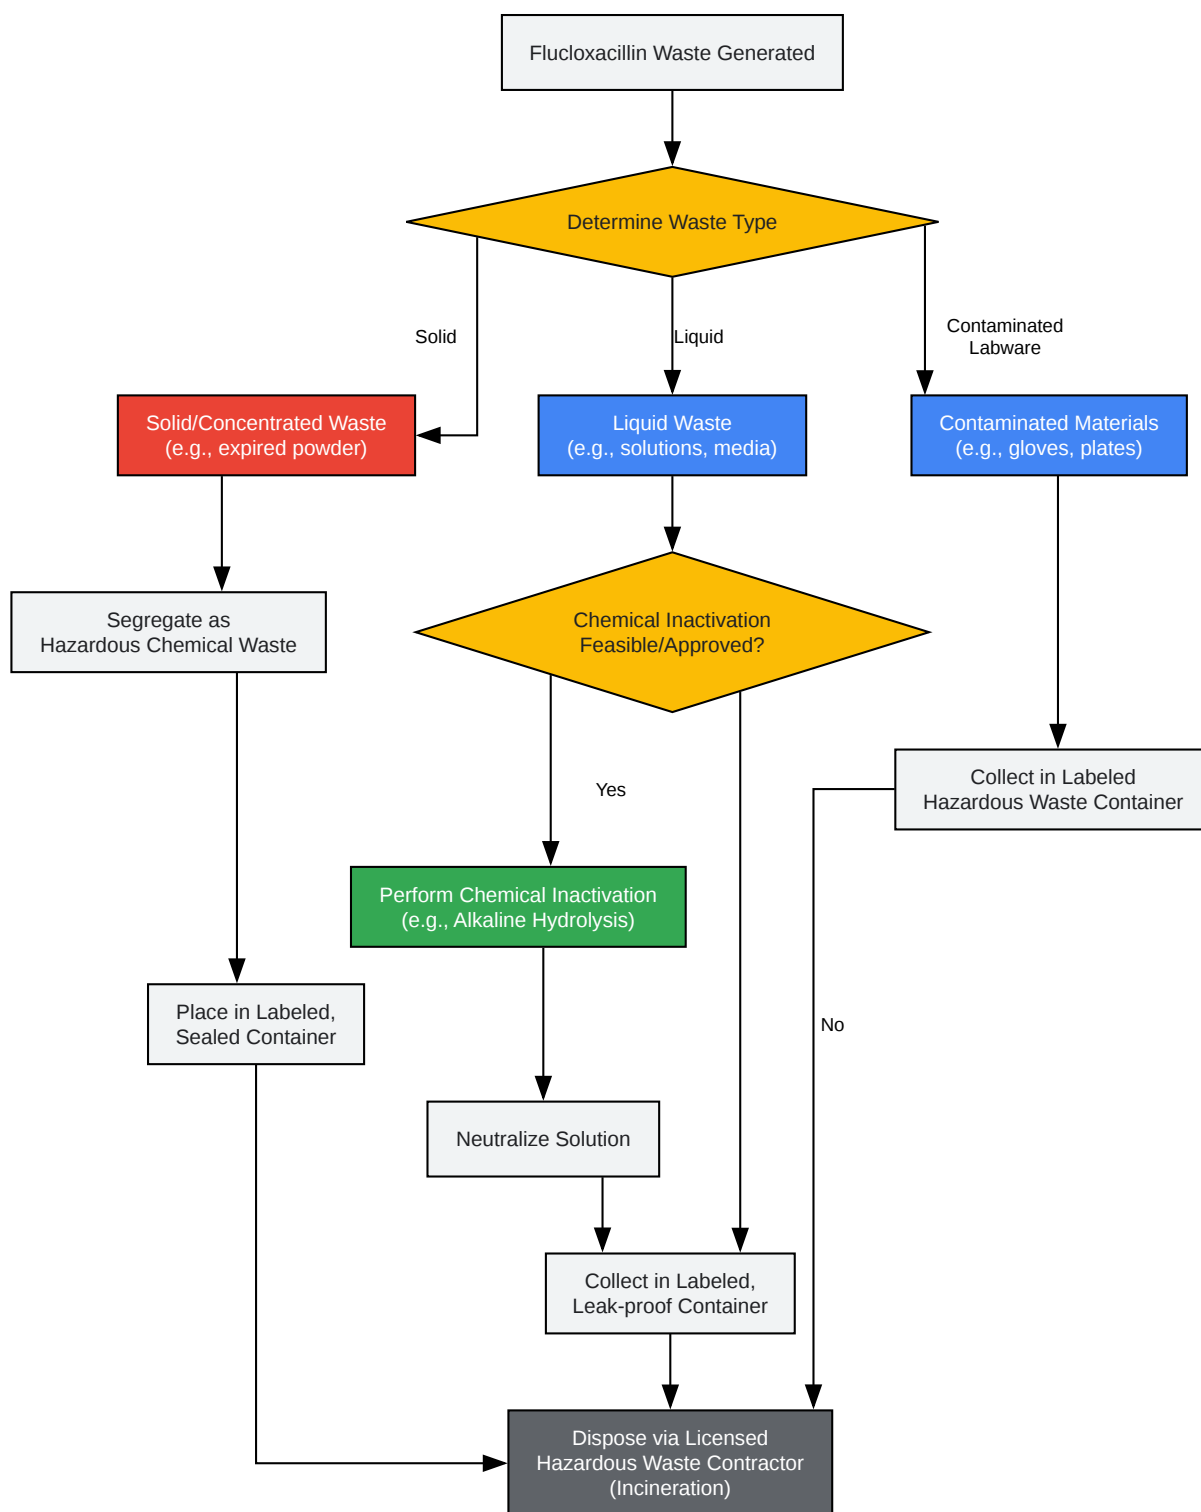 Flucloxacillin Waste Generated
Determine Waste Type
Solid
Liquid
Contaminated
Labware
Solid/Concentrated Waste
(e.g., expired powder)
Liquid Waste
(e.g., solutions, media)
Contaminated Materials
(e.g., gloves, plates)
Segregate as
Hazardous Chemical Waste
Chemical Inactivation
Feasible/Approved?
Collect in Labeled
Hazardous Waste Container
Yes
Perform Chemical Inactivation
(e.g., Alkaline Hydrolysis)
Place in Labeled,
Sealed Container
No
Neutralize Solution
Collect in Labeled,
Leak-proof Container
Dispose via Licensed
Hazardous Waste Contractor
(Incineration)